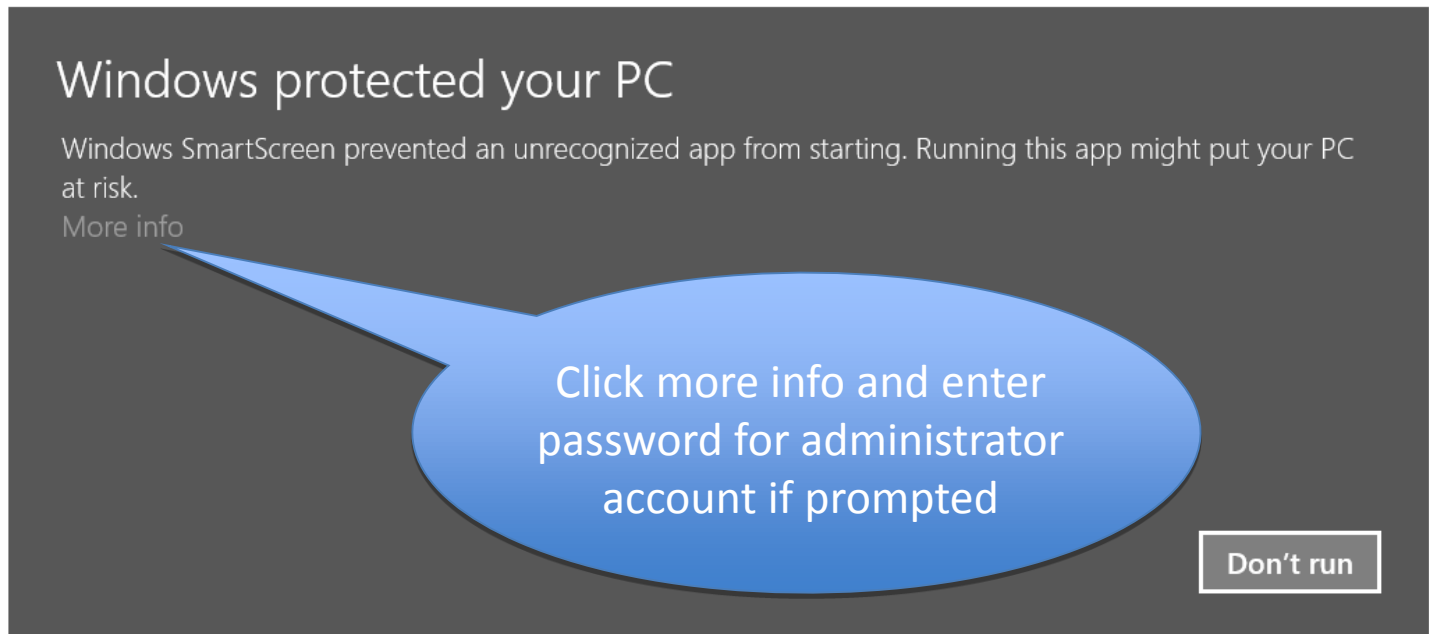 Windows protected your PC
Windows SmartScreen prevented an unrecognized app from starting. Running this app might put your PC
at risk.
More info
Click more info and enter
password for administrator
account if prompted
Don't run